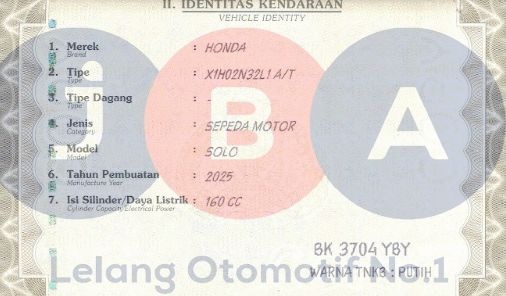 II. IDENTITAS KENDARAAN
VEHICLE IDENTITY
1. Merek : HONDA
Brand
2. Tipe : X1H02N32L1 A/T
Type
3. Tipe Dagang : -
Type
4. Jenis : SEPEDA MOTOR
Category
5. Model : SOLO
Model
6. Tahun Pembuatan : 2025
Manufacture Year
7. Isi Silinder/Daya Listrik : 160 CC
Cylinder Capacity/Electrical Power
BK 3704 YBY
WARNA TNKB : PUTIH
j B A
Lelang Otomotif No.1